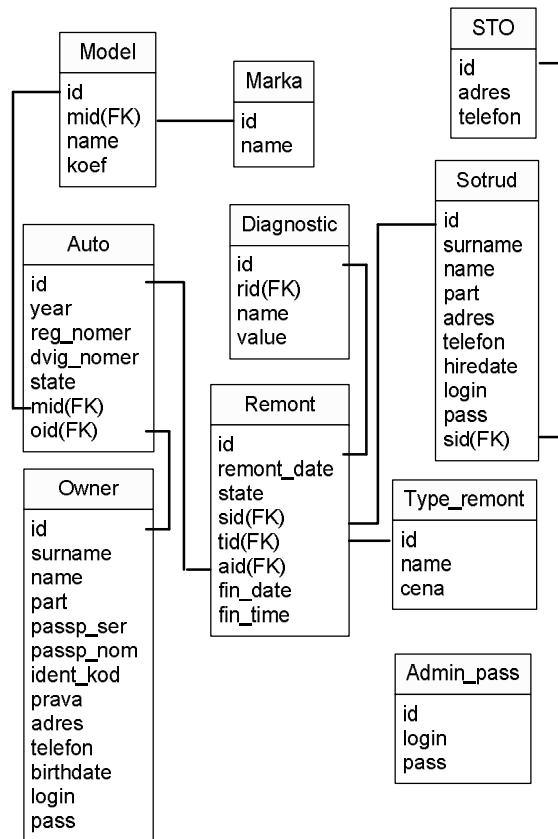 Model
id
mid(FK)
name
koef
Marka
id
name
STO
id
adres
telefon
Sotrud
id
surname
name
part
adres
telefon
hiredate
login
pass
sid(FK)
Auto
id
year
reg_nomer
dvig_nomer
state
mid(FK)
oid(FK)
Diagnostic
id
rid(FK)
name
value
Remont
id
remont_date
state
sid(FK)
tid(FK)
aid(FK)
fin_date
fin_time
Type_remont
id
name
cena
Owner
id
surname
name
part
passp_ser
passp_nom
ident_kod
prava
adres
telefon
birthdate
login
pass
Admin_pass
id
login
pass